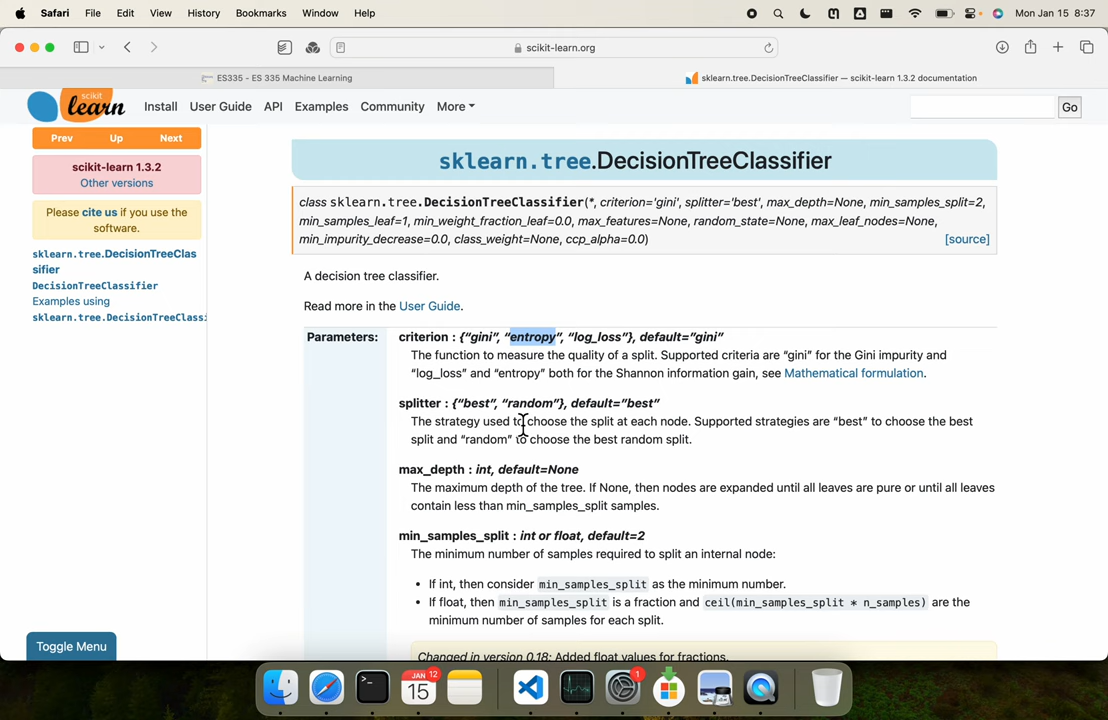 Safari File Edit View History Bookmarks Window Help Mon Jan 15 8:37
scikit-learn.org
ES335 - ES 335 Machine Learning
sklearn.tree.DecisionTreeClassifier — scikit-learn 1.3.2 documentation
scikit
learn
Install User Guide API Examples Community More Go
Prev Up Next
scikit-learn 1.3.2
Other versions
Please cite us if you use the
software.
sklearn.tree.DecisionTreeClas
sifier
DecisionTreeClassifier
Examples using
sklearn.tree.DecisionTreeClassi
Toggle Menu
sklearn.tree.DecisionTreeClassifier
class sklearn.tree.DecisionTreeClassifier(*, criterion='gini', splitter='best', max_depth=None, min_samples_split=2,
min_samples_leaf=1, min_weight_fraction_leaf=0.0, max_features=None, random_state=None, max_leaf_nodes=None,
min_impurity_decrease=0.0, class_weight=None, ccp_alpha=0.0) [source]
A decision tree classifier.
Read more in the User Guide.
Parameters:
criterion : {“gini”, “entropy”, “log_loss”}, default=”gini”
The function to measure the quality of a split. Supported criteria are “gini” for the Gini impurity and
“log_loss” and “entropy” both for the Shannon information gain, see Mathematical formulation.
splitter : {“best”, “random”}, default=”best”
The strategy used to choose the split at each node. Supported strategies are “best” to choose the best
split and “random” to choose the best random split.
max_depth : int, default=None
The maximum depth of the tree. If None, then nodes are expanded until all leaves are pure or until all leaves
contain less than min_samples_split samples.
min_samples_split : int or float, default=2
The minimum number of samples required to split an internal node:
• If int, then consider min_samples_split as the minimum number.
• If float, then min_samples_split is a fraction and ceil(min_samples_split * n_samples) are the
minimum number of samples for each split.
Changed in version 0.18: Added float values for fractions.
JAN 12
15
1